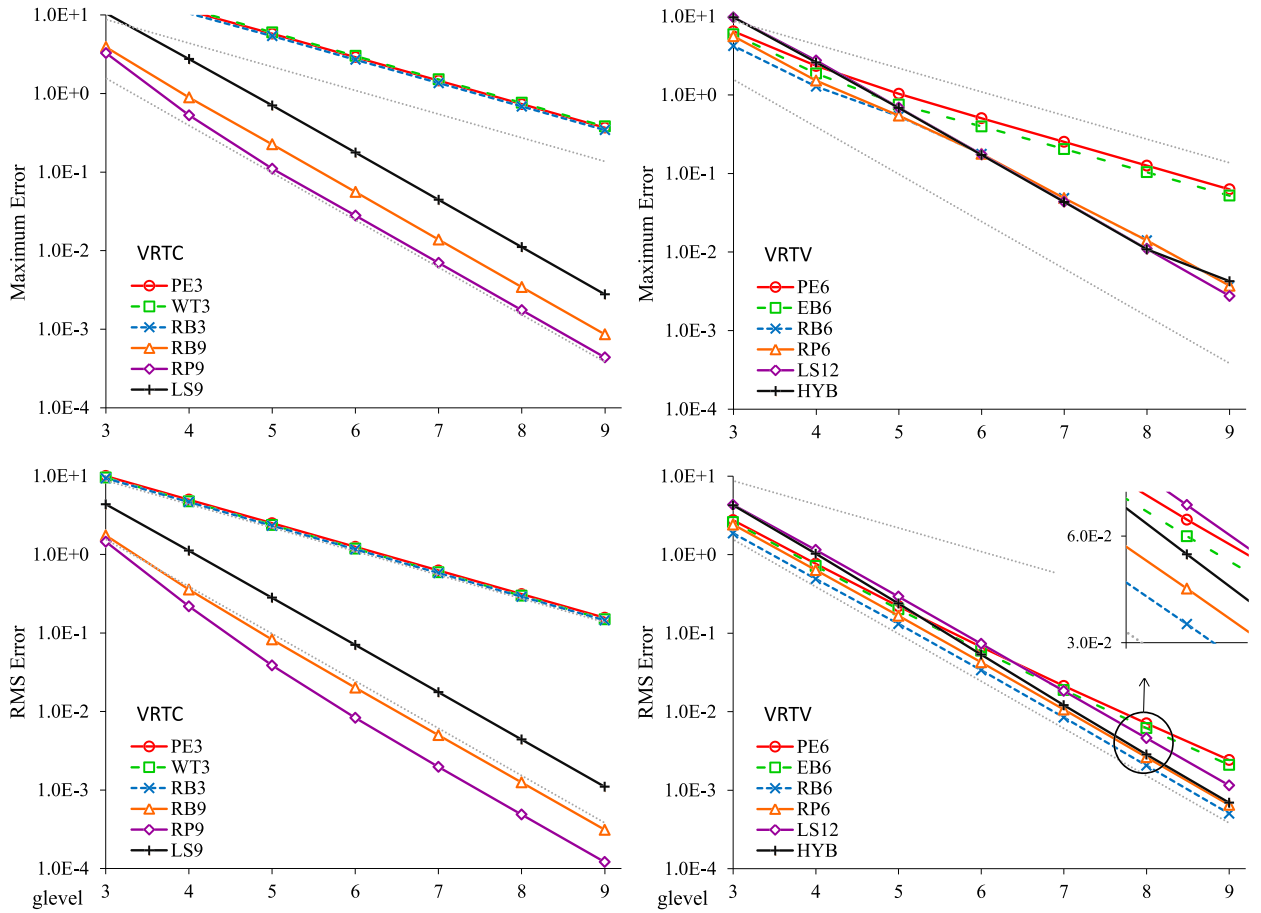 1.0E+1
1.0E+0
1.0E-1
1.0E-2
1.0E-3
1.0E-4
Maximum Error
VRTC
PE3
WT3
RB3
RB9
RP9
LS9
3 4 5 6 7 8 9
1.0E+1
1.0E+0
1.0E-1
1.0E-2
1.0E-3
1.0E-4
Maximum Error
VRTV
PE6
EB6
RB6
RP6
LS12
HYB
3 4 5 6 7 8 9
1.0E+1
1.0E+0
1.0E-1
1.0E-2
1.0E-3
1.0E-4
RMS Error
VRTC
PE3
WT3
RB3
RB9
RP9
LS9
glevel 3 4 5 6 7 8 9
1.0E+1
1.0E+0
1.0E-1
1.0E-2
1.0E-3
1.0E-4
RMS Error
6.0E-2
3.0E-2
VRTV
PE6
EB6
RB6
RP6
LS12
HYB
glevel 3 4 5 6 7 8 9